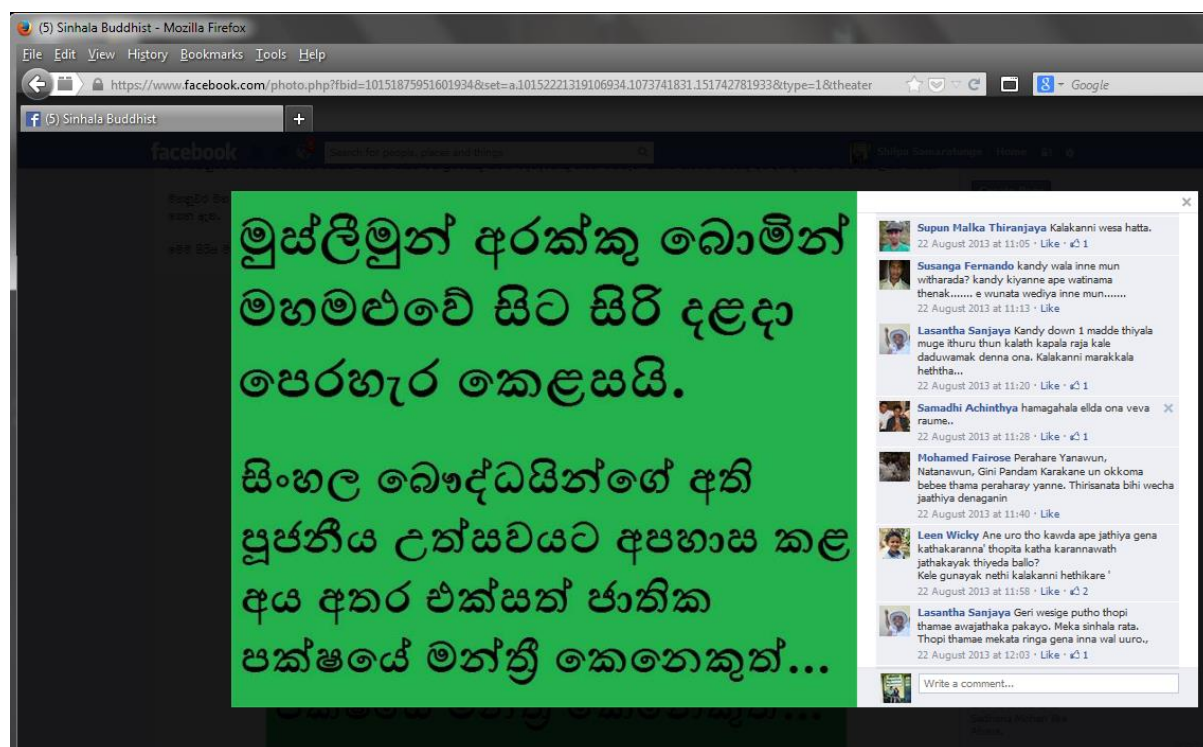 (5) Sinhala Buddhist - Mozilla Firefox
File Edit View History Bookmarks Tools Help
https://www.facebook.com/photo.php?fbid=10151875951601934&set=a.10152221319106934.1073741831.151742781933&type=1&theater
Google
(5) Sinhala Buddhist
facebook
Search for people, places and things
Home
මුස්ලීමුන් අරක්කු බොමින්
මහමළුවේ සිට සිරි දළදා
පෙරහැර කෙළසයි.
සිංහල බෞද්ධයින්ගේ අති
පූජනීය උත්සවයට අපහාස කළ
අය අතර එක්සත් ජාතික
පක්ෂයේ මන්ත්‍රී කෙනෙකුත්...
Supun Malka Thiranjaya Kalakanni wesa hatta.
22 August 2013 at 11:05 · Like · 1
Susanga Fernando kandy wala inne mun
witharada? kandy kiyanne ape watinama
thenak....... e wunata wediya inne mun.......
22 August 2013 at 11:13 · Like
Lasantha Sanjaya Kandy down 1 madde thiyala
muge ithuru thun kalath kapala raja kale
daduwamak denna ona. Kalakanni marakkala
heththa...
22 August 2013 at 11:20 · Like · 1
Samadhi Achinthya hamagahala ellda ona veva
raume..
22 August 2013 at 11:28 · Like · 1
Mohamed Fairose Perahare Yanawun,
Natanawun, Gini Pandam Karakane un okkoma
bebee thama peraharay yanne. Thirisanata bihi wecha
jaathiya denaganin
22 August 2013 at 11:40 · Like
Leen Wicky Ane uro tho kawda ape jathiya gena
kathakaranna' thopita katha karannawath
jathakayak thiyeda ballo?
Kele gunayak nethi kalakanni hethikare '
22 August 2013 at 11:58 · Like · 2
Lasantha Sanjaya Geri wesige putho thopi
thamae awajathaka pakayo. Meka sinhala rata.
Thopi thamae mekata ringa gena inna wal uuro.,
22 August 2013 at 12:03 · Like · 1
Write a comment...